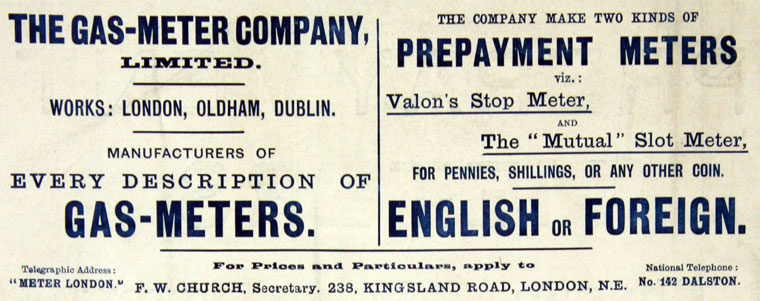 THE GAS-METER COMPANY,
LIMITED.
WORKS: LONDON, OLDHAM, DUBLIN.
MANUFACTURERS OF
EVERY DESCRIPTION OF
GAS-METERS.
THE COMPANY MAKE TWO KINDS OF
PREPAYMENT METERS
viz.:
Valon's Stop Meter,
AND
The "Mutual" Slot Meter,
FOR PENNIES, SHILLINGS, OR ANY OTHER COIN.
ENGLISH OR FOREIGN.
For Prices and Particulars, apply to
Telegraphic Address:
"METER LONDON."
F. W. CHURCH, Secretary. 238, KINGSLAND ROAD, LONDON, N.E.
National Telephone:
No. 142 DALSTON.